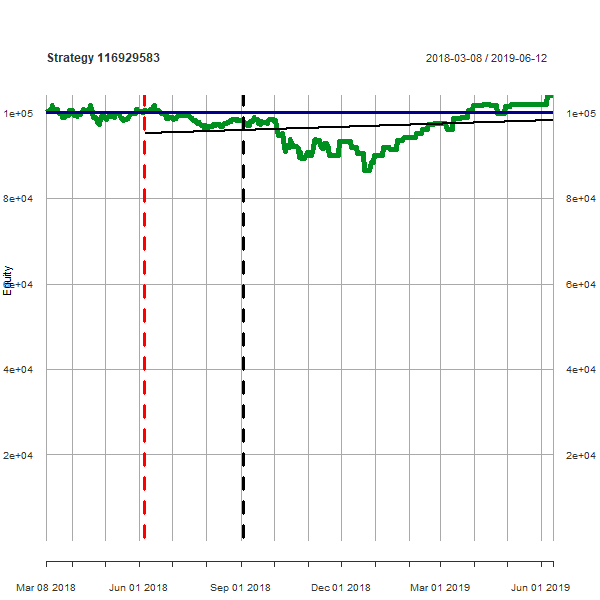 Strategy 116929583
2018-03-08 / 2019-06-12
1e+05
1e+05
8e+04
8e+04
Equity
6e+04
6e+04
4e+04
4e+04
2e+04
2e+04
Mar 08 2018
Jun 01 2018
Sep 01 2018
Dec 01 2018
Mar 01 2019
Jun 01 2019